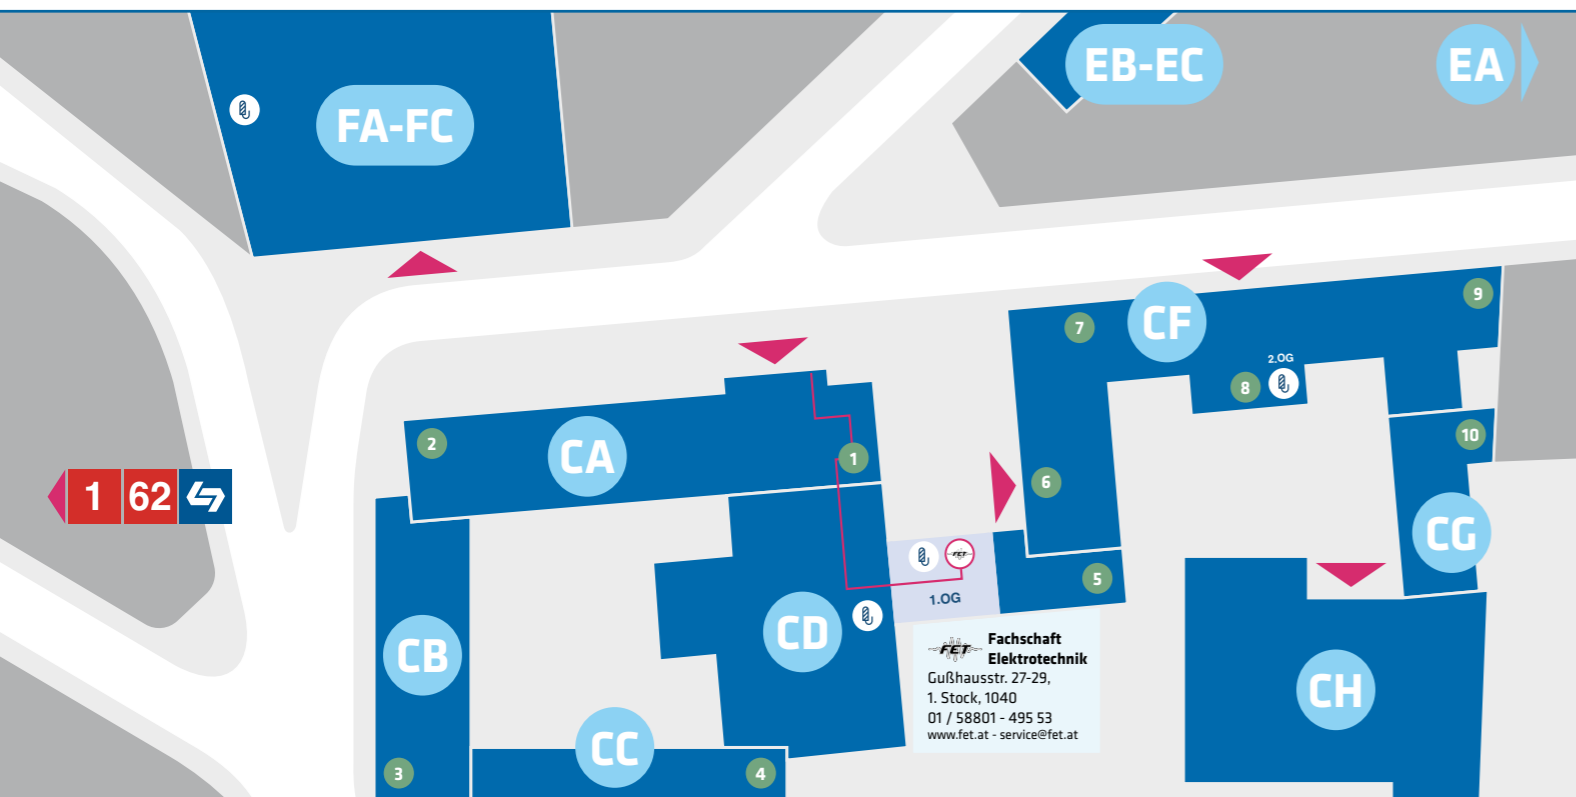 EB-EC
EA
FA-FC
9
7
CF
2.OG
8
2
CA
1
10
6
1 62
CG
FET
5
1.OG
CD
CB
FET
Fachschaft
Elektrotechnik
Gußhausstr. 27-29,
1. Stock, 1040
01 / 58801 - 495 53
www.fet.at - service@fet.at
CH
CC
3
4